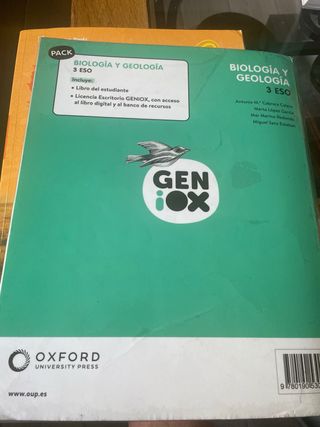 PACK
BIOLOGÍA Y GEOLOGÍA
3 ESO
Incluye:
• Libro del estudiante
• Licencia Escritorio GENIOX, con acceso
al libro digital y al banco de recursos
BIOLOGÍA Y
GEOLOGÍA
3 ESO
Antonio M.ª Cabrera Calero
Marta López García
Mar Merino Redondo
Miguel Sanz Esteban
GEN
iOX
OXFORD
UNIVERSITY PRESS
www.oup.es